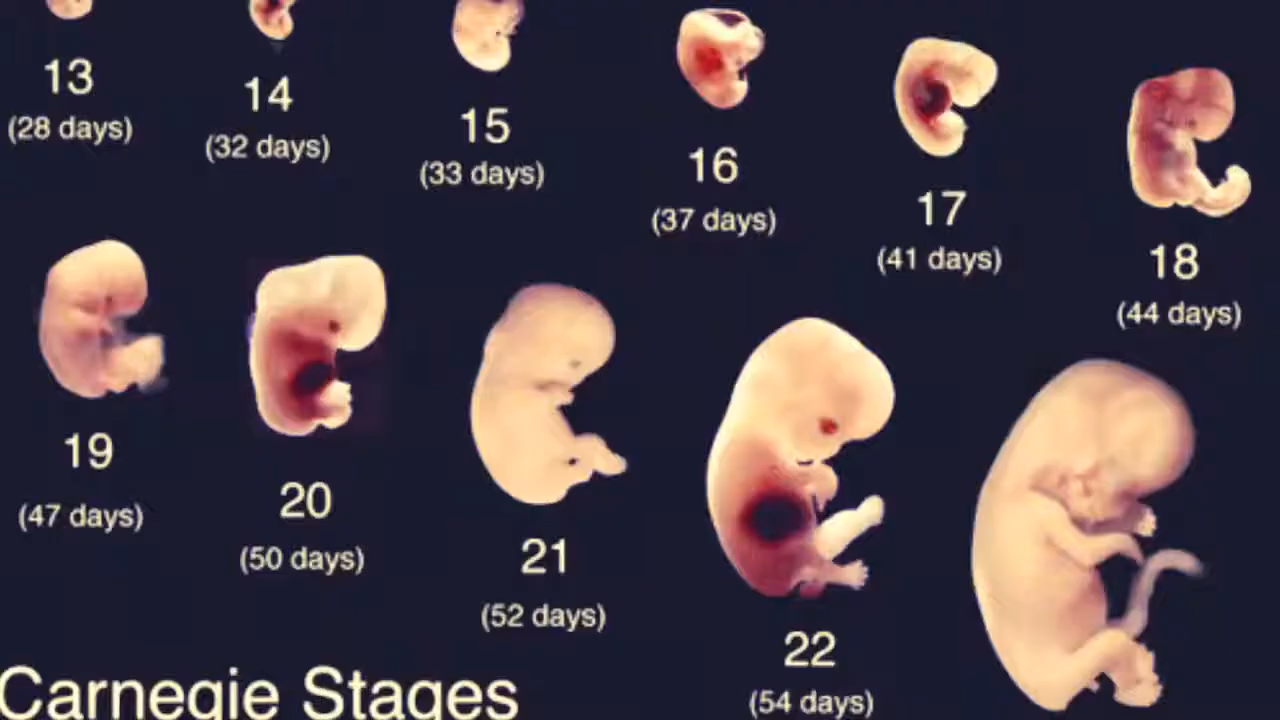 13
(28 days)
14
(32 days)
15
(33 days)
16
(37 days)
17
(41 days)
18
(44 days)
19
(47 days)
20
(50 days)
21
(52 days)
22
(54 days)
Carnegie Stages